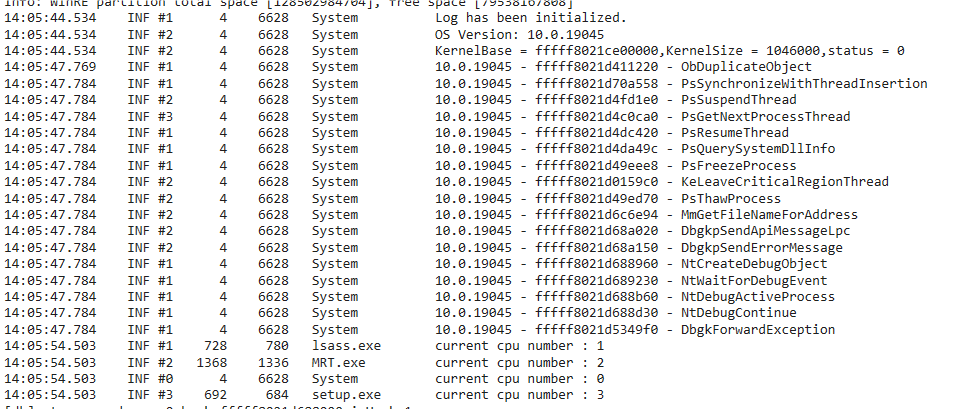 Info: WinRE partition total space [128502984704], free space [79538167808]
14:05:44.534 INF #1 4 6628 System Log has been initialized.
14:05:44.534 INF #2 4 6628 System OS Version: 10.0.19045
14:05:44.534 INF #2 4 6628 System KernelBase = fffff8021ce00000,KernelSize = 1046000,status = 0
14:05:47.769 INF #1 4 6628 System 10.0.19045 - fffff8021d411220 - ObDuplicateObject
14:05:47.784 INF #1 4 6628 System 10.0.19045 - fffff8021d70a558 - PsSynchronizeWithThreadInsertion
14:05:47.784 INF #2 4 6628 System 10.0.19045 - fffff8021d4fd1e0 - PsSuspendThread
14:05:47.784 INF #3 4 6628 System 10.0.19045 - fffff8021d4c0ca0 - PsGetNextProcessThread
14:05:47.784 INF #1 4 6628 System 10.0.19045 - fffff8021d4dc420 - PsResumeThread
14:05:47.784 INF #1 4 6628 System 10.0.19045 - fffff8021d4da49c - PsQuerySystemDllInfo
14:05:47.784 INF #1 4 6628 System 10.0.19045 - fffff8021d49eee8 - PsFreezeProcess
14:05:47.784 INF #2 4 6628 System 10.0.19045 - fffff8021d0159c0 - KeLeaveCriticalRegionThread
14:05:47.784 INF #2 4 6628 System 10.0.19045 - fffff8021d49ed70 - PsThawProcess
14:05:47.784 INF #2 4 6628 System 10.0.19045 - fffff8021d6c6e94 - MmGetFileNameForAddress
14:05:47.784 INF #2 4 6628 System 10.0.19045 - fffff8021d68a020 - DbgkpSendApiMessageLpc
14:05:47.784 INF #2 4 6628 System 10.0.19045 - fffff8021d68a150 - DbgkpSendErrorMessage
14:05:47.784 INF #1 4 6628 System 10.0.19045 - fffff8021d688960 - NtCreateDebugObject
14:05:47.784 INF #1 4 6628 System 10.0.19045 - fffff8021d689230 - NtWaitForDebugEvent
14:05:47.784 INF #1 4 6628 System 10.0.19045 - fffff8021d688b60 - NtDebugActiveProcess
14:05:47.784 INF #1 4 6628 System 10.0.19045 - fffff8021d688d30 - NtDebugContinue
14:05:47.784 INF #1 4 6628 System 10.0.19045 - fffff8021d5349f0 - DbgkForwardException
14:05:54.503 INF #1 728 780 lsass.exe current cpu number : 1
14:05:54.503 INF #2 1368 1336 MRT.exe current cpu number : 2
14:05:54.503 INF #0 4 6628 System current cpu number : 0
14:05:54.503 INF #3 692 684 setup.exe current cpu number : 3